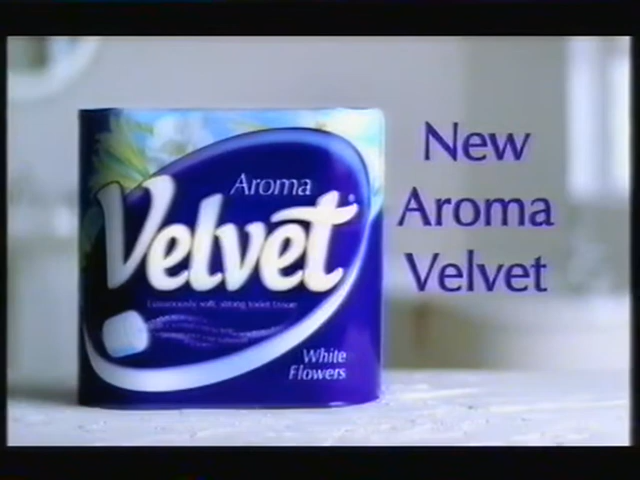 Aroma
Velvet
Luxuriously soft, strong toilet tissue
White
Flowers
New
Aroma
Velvet